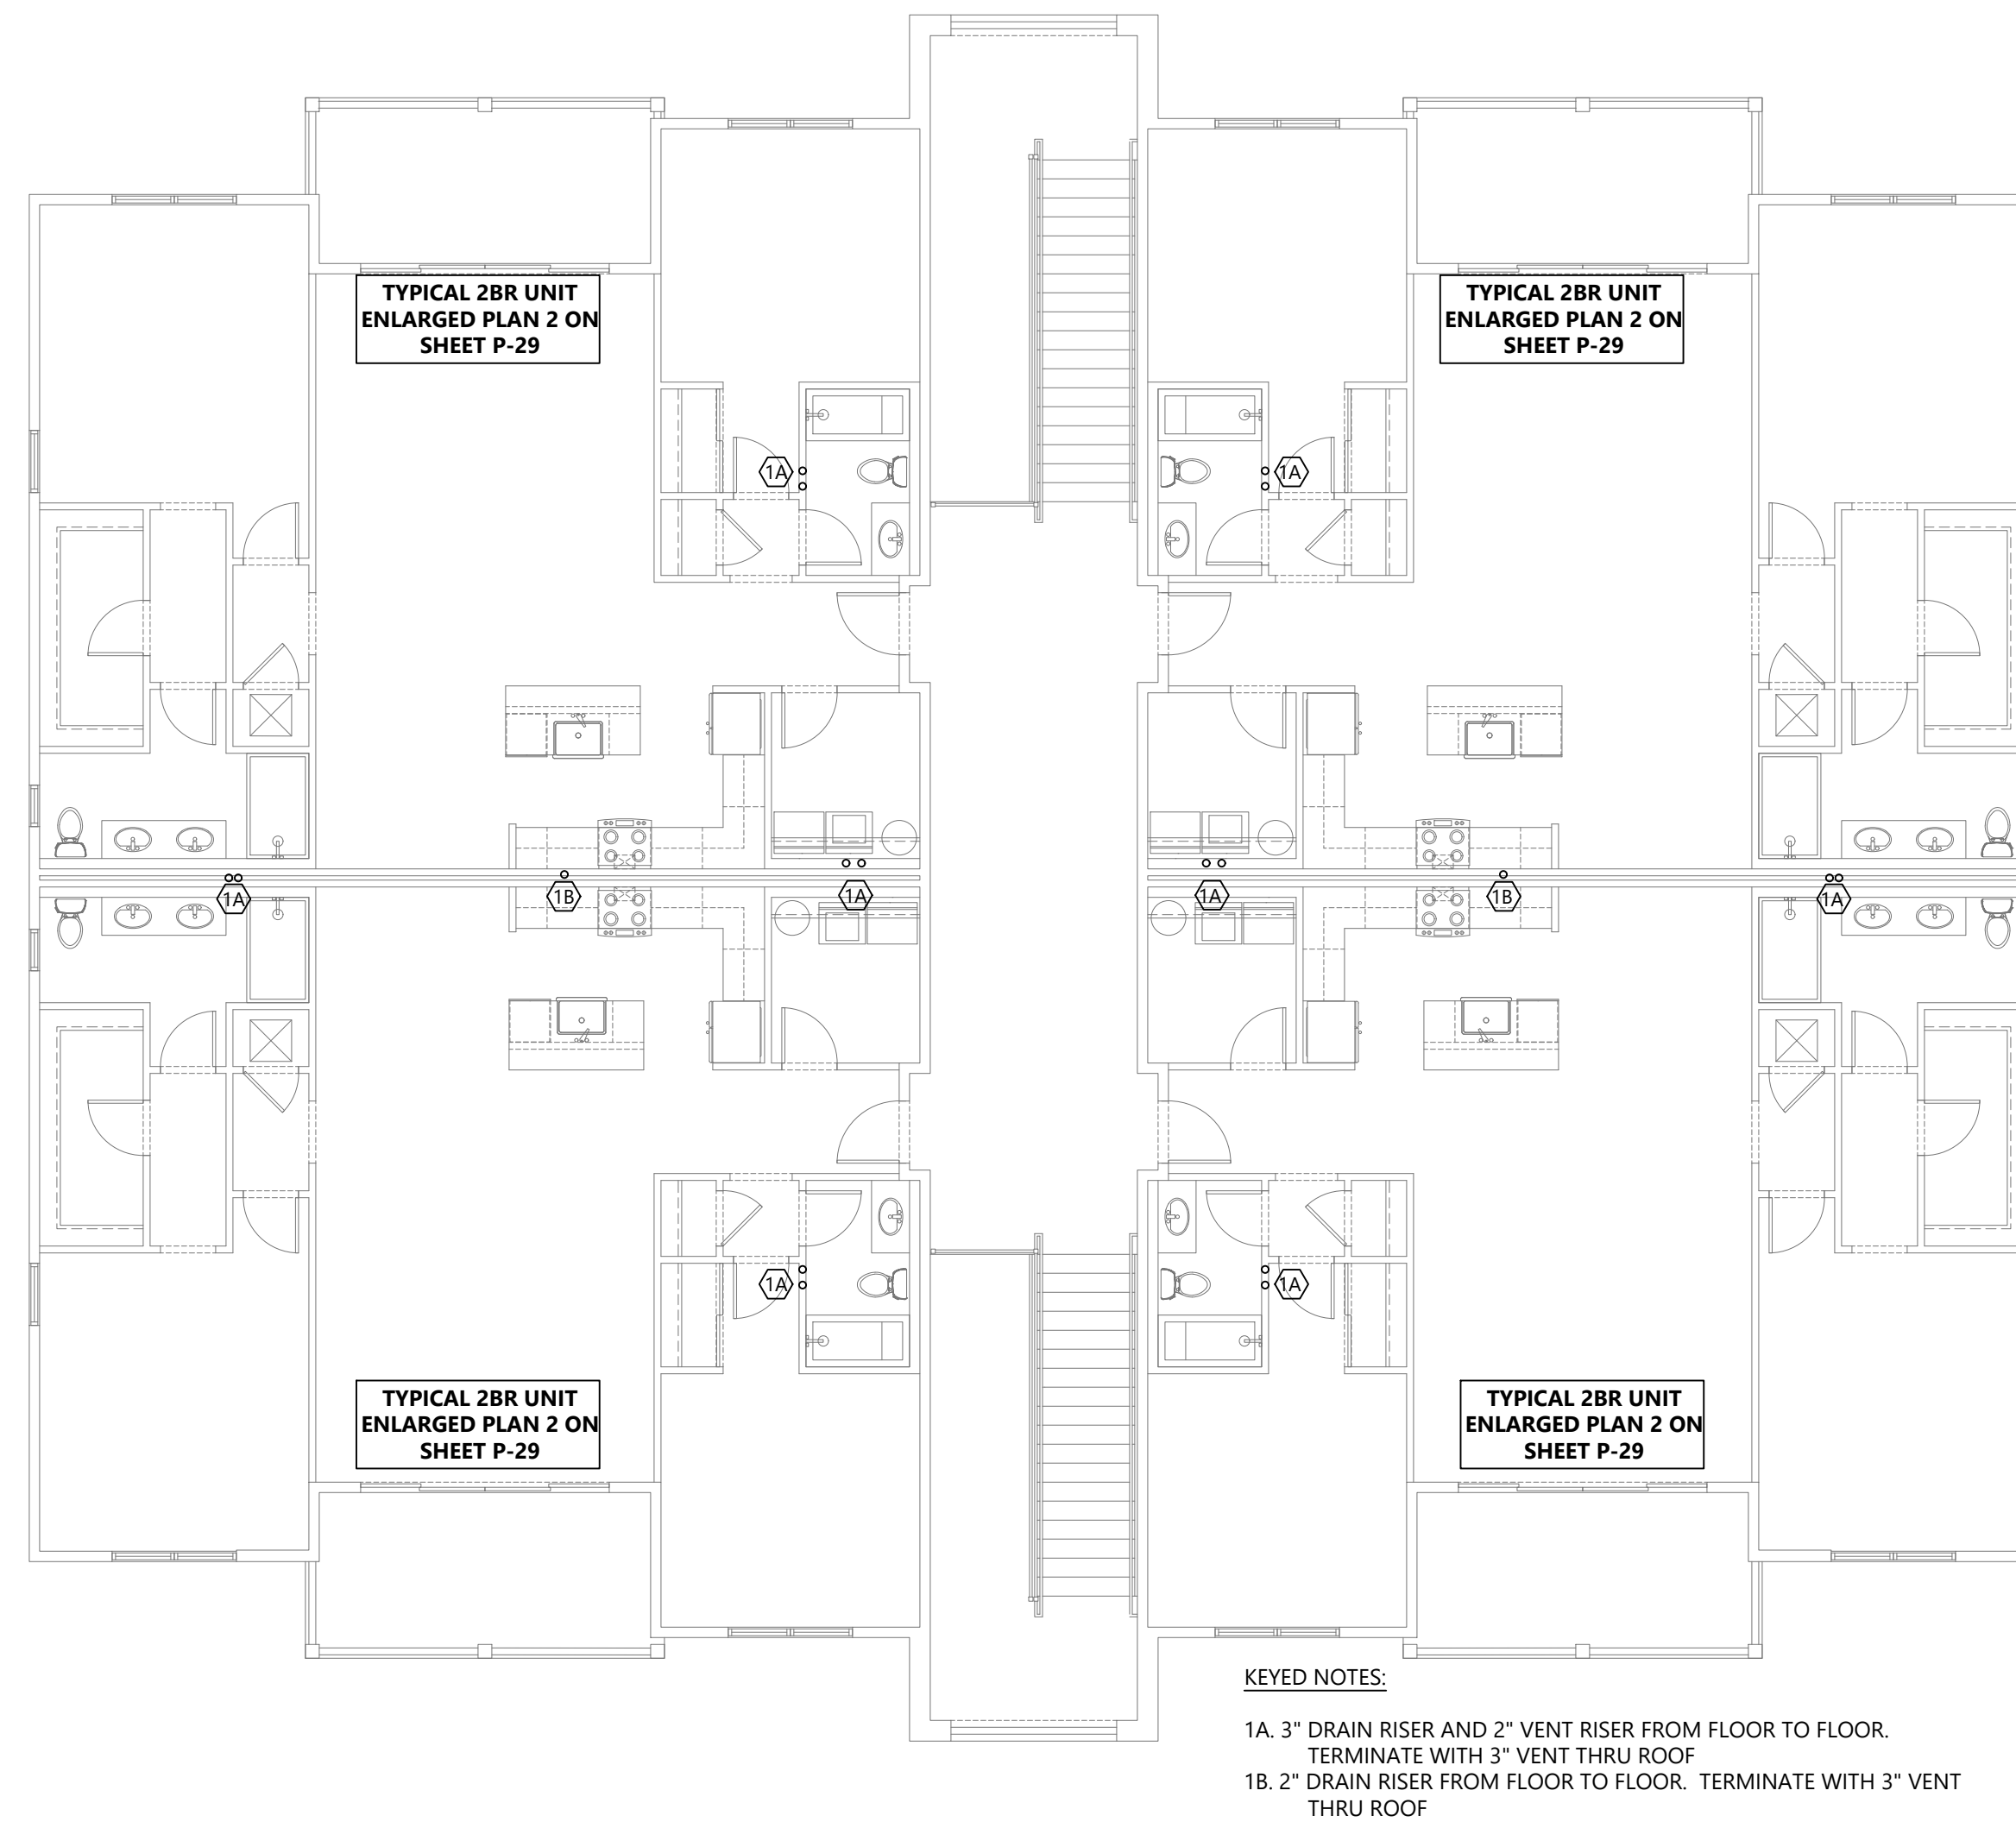 TYPICAL 2BR UNIT
ENLARGED PLAN 2 ON
SHEET P-29
TYPICAL 2BR UNIT
ENLARGED PLAN 2 ON
SHEET P-29
1A
1A
1A
1B
1A
1A
1B
1A
1A
1A
TYPICAL 2BR UNIT
ENLARGED PLAN 2 ON
SHEET P-29
TYPICAL 2BR UNIT
ENLARGED PLAN 2 ON
SHEET P-29
KEYED NOTES:
1A. 3" DRAIN RISER AND 2" VENT RISER FROM FLOOR TO FLOOR.
TERMINATE WITH 3" VENT THRU ROOF
1B. 2" DRAIN RISER FROM FLOOR TO FLOOR.  TERMINATE WITH 3" VENT
THRU ROOF